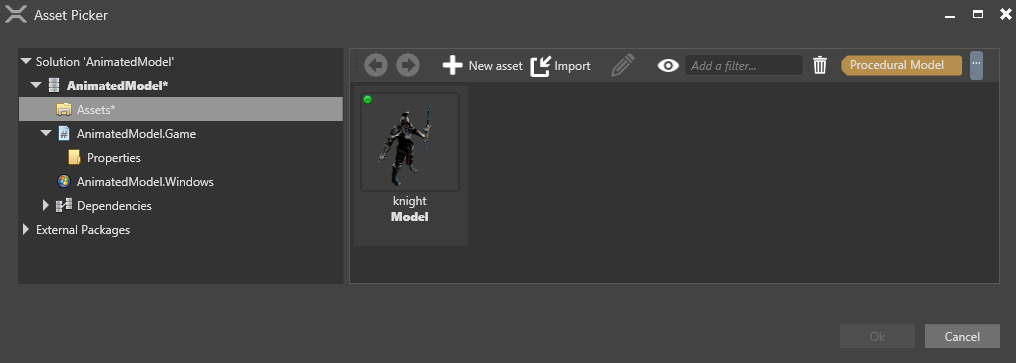 Asset Picker
Solution 'AnimatedModel'
AnimatedModel*
Assets*
AnimatedModel.Game
Properties
AnimatedModel.Windows
Dependencies
External Packages
New asset Import Add a filter... Procedural Model ...
knight
Model
Ok Cancel